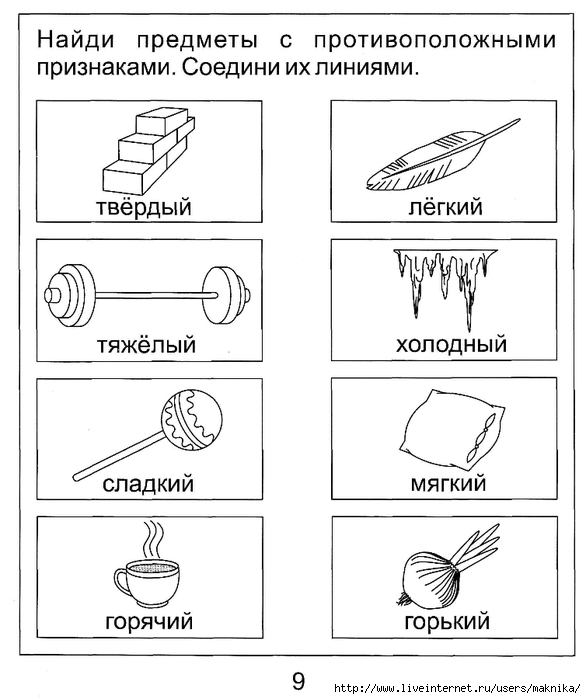 Найди предметы с противоположными
признаками. Соедини их линиями.
твёрдый
лёгкий
тяжёлый
холодный
сладкий
мягкий
горячий
горький
9
http://www.liveinternet.ru/users/maknika/